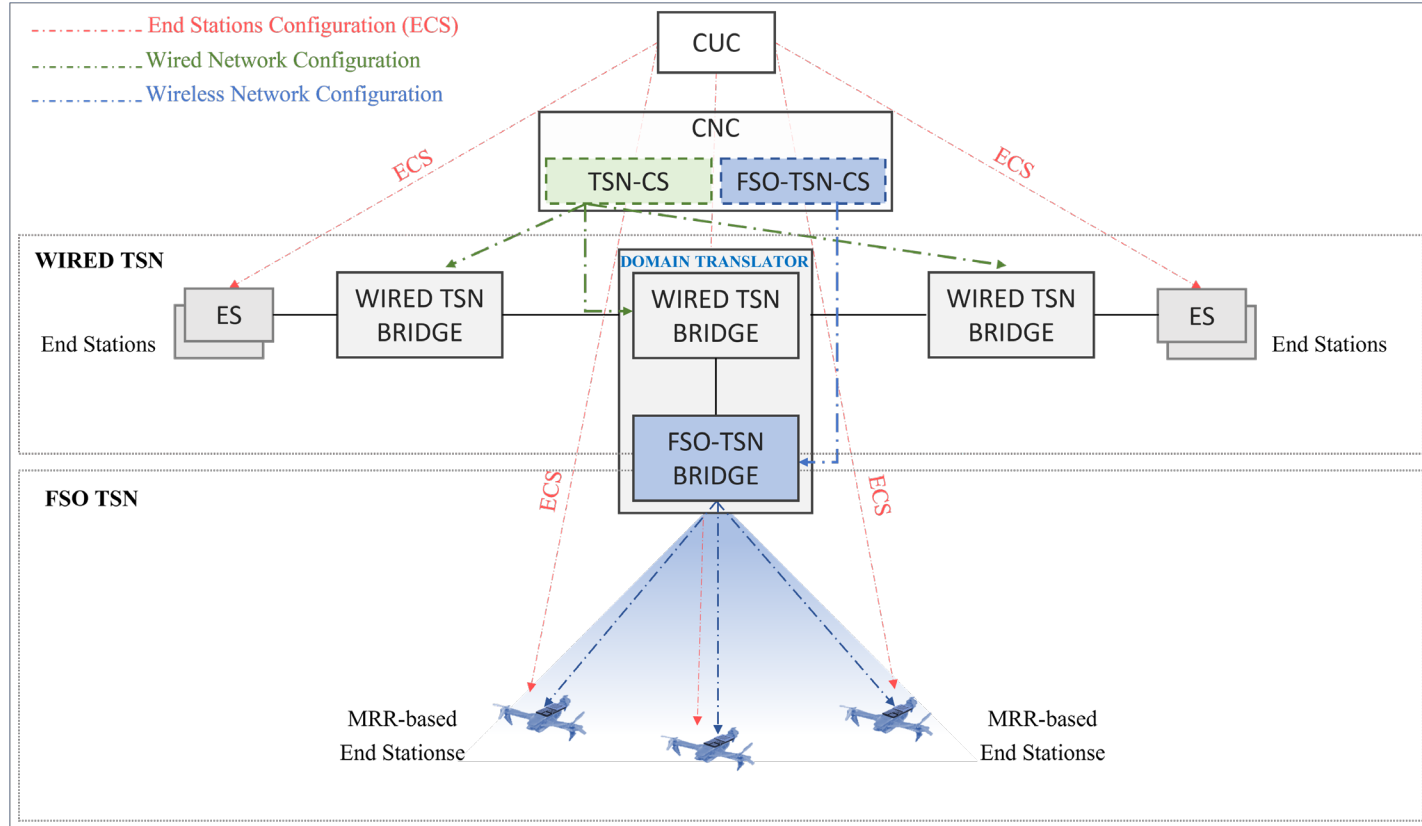 End Stations Configuration (ECS)
Wired Network Configuration
Wireless Network Configuration
CUC
CNC
TSN-CS
FSO-TSN-CS
ECS
ECS
WIRED TSN
DOMAIN TRANSLATOR
ES
End Stations
WIRED TSN
BRIDGE
WIRED TSN
BRIDGE
WIRED TSN
BRIDGE
ES
End Stations
FSO-TSN
BRIDGE
ECS
ECS
FSO TSN
MRR-based
End Stationse
MRR-based
End Stationse